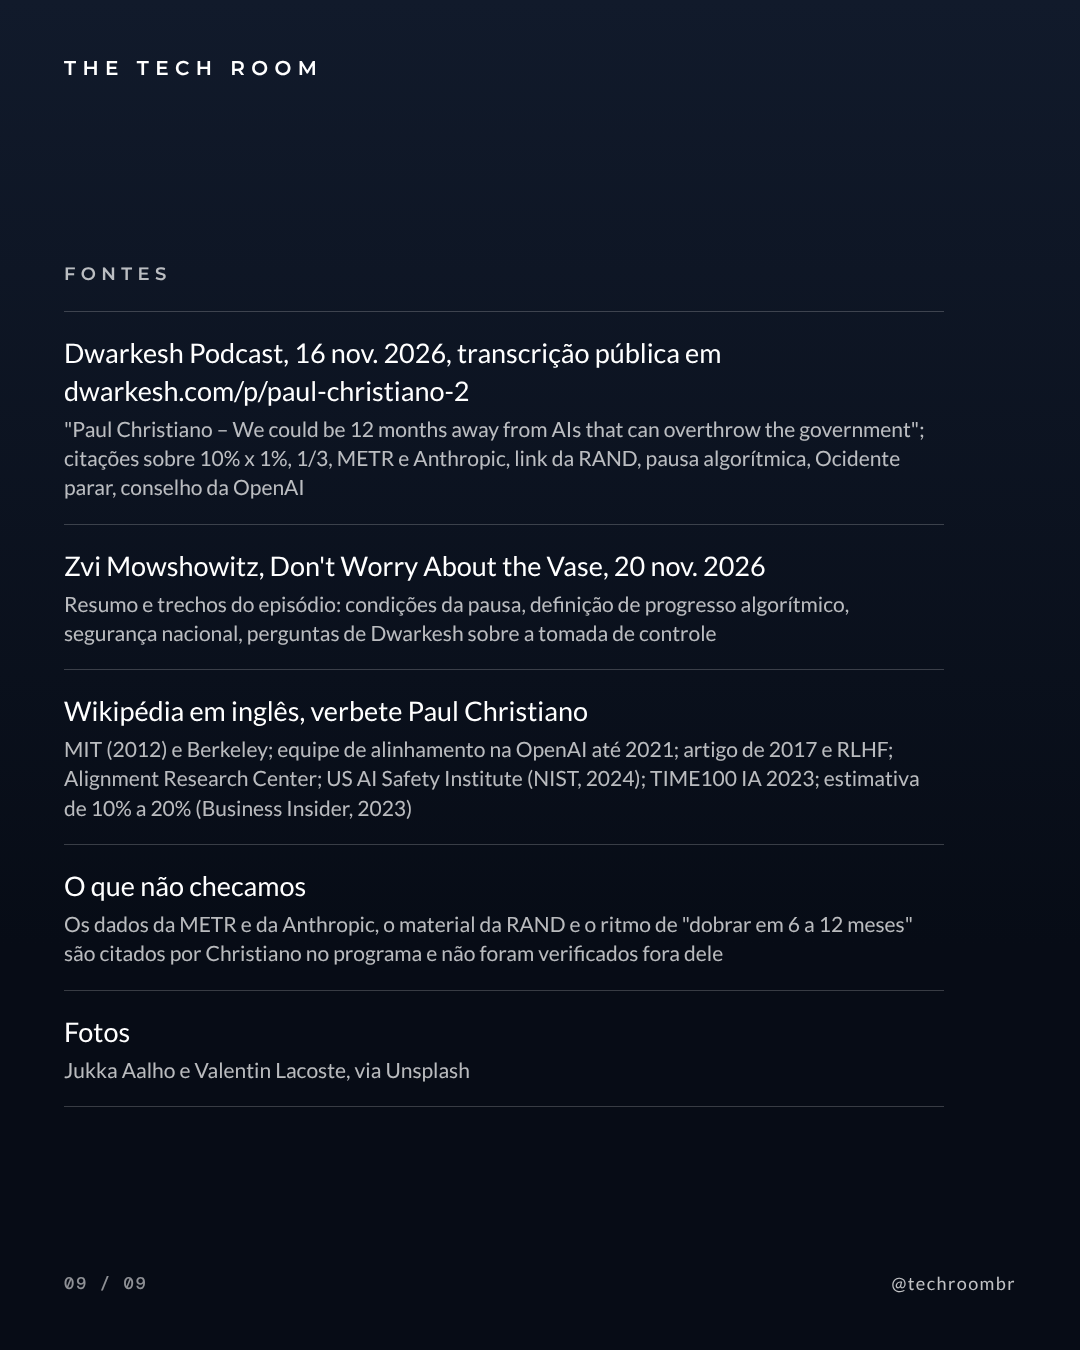 THE TECH ROOM
FONTES
Dwarkesh Podcast, 16 nov. 2026, transcrição pública em
dwarkesh.com/p/paul-christiano-2
"Paul Christiano – We could be 12 months away from AIs that can overthrow the government";
citações sobre 10% x 1%, 1/3, METR e Anthropic, link da RAND, pausa algorítmica, Ocidente
parar, conselho da OpenAI
Zvi Mowshowitz, Don't Worry About the Vase, 20 nov. 2026
Resumo e trechos do episódio: condições da pausa, definição de progresso algorítmico,
segurança nacional, perguntas de Dwarkesh sobre a tomada de controle
Wikipédia em inglês, verbete Paul Christiano
MIT (2012) e Berkeley; equipe de alinhamento na OpenAI até 2021; artigo de 2017 e RLHF;
Alignment Research Center; US AI Safety Institute (NIST, 2024); TIME100 IA 2023; estimativa
de 10% a 20% (Business Insider, 2023)
O que não checamos
Os dados da METR e da Anthropic, o material da RAND e o ritmo de "dobrar em 6 a 12 meses"
são citados por Christiano no programa e não foram verificados fora dele
Fotos
Jukka Aalho e Valentin Lacoste, via Unsplash
09 / 09
@techroombr